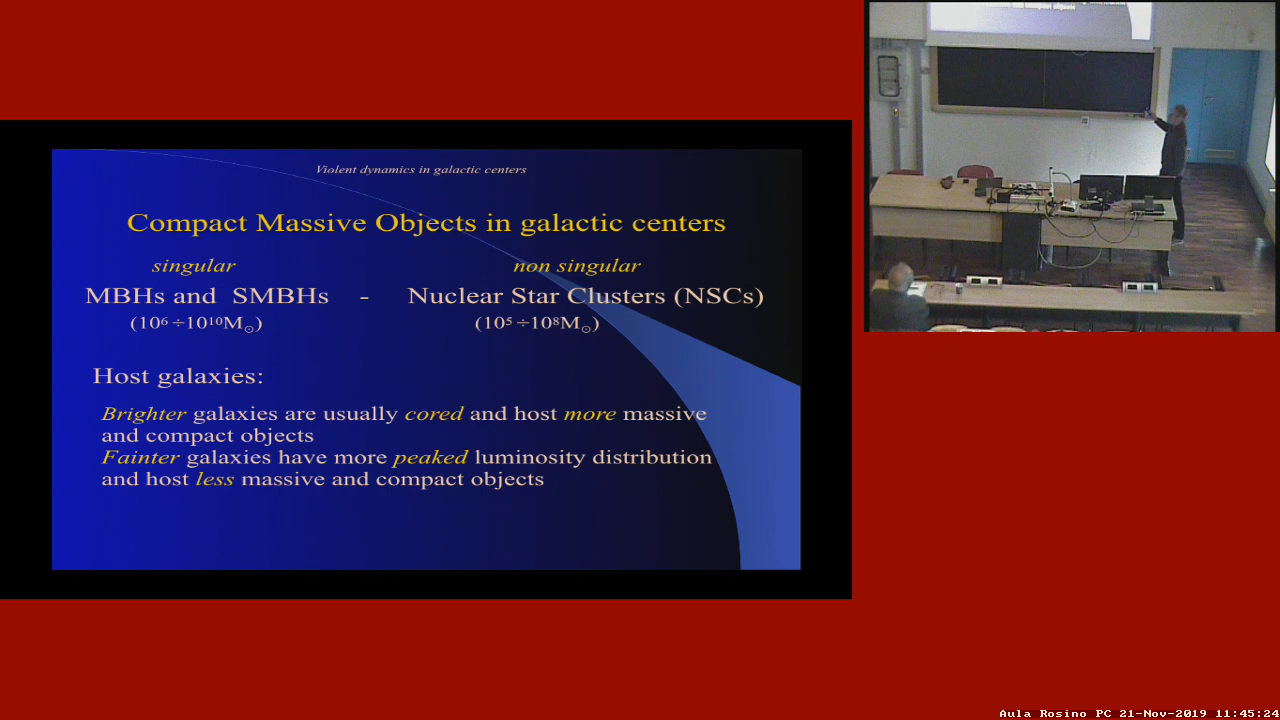 Violent dynamics in galactic centers
Compact Massive Objects in galactic centers
singular non singular
MBHs and SMBHs - Nuclear Star Clusters (NSCs)
(10⁶ ÷10¹⁰M☉) (10⁵ ÷10⁸M☉)
Host galaxies:
Brighter galaxies are usually cored and host more massive
and compact objects
Fainter galaxies have more peaked luminosity distribution
and host less massive and compact objects
Aula Rosino PC 21-Nov-2019 11:45:24